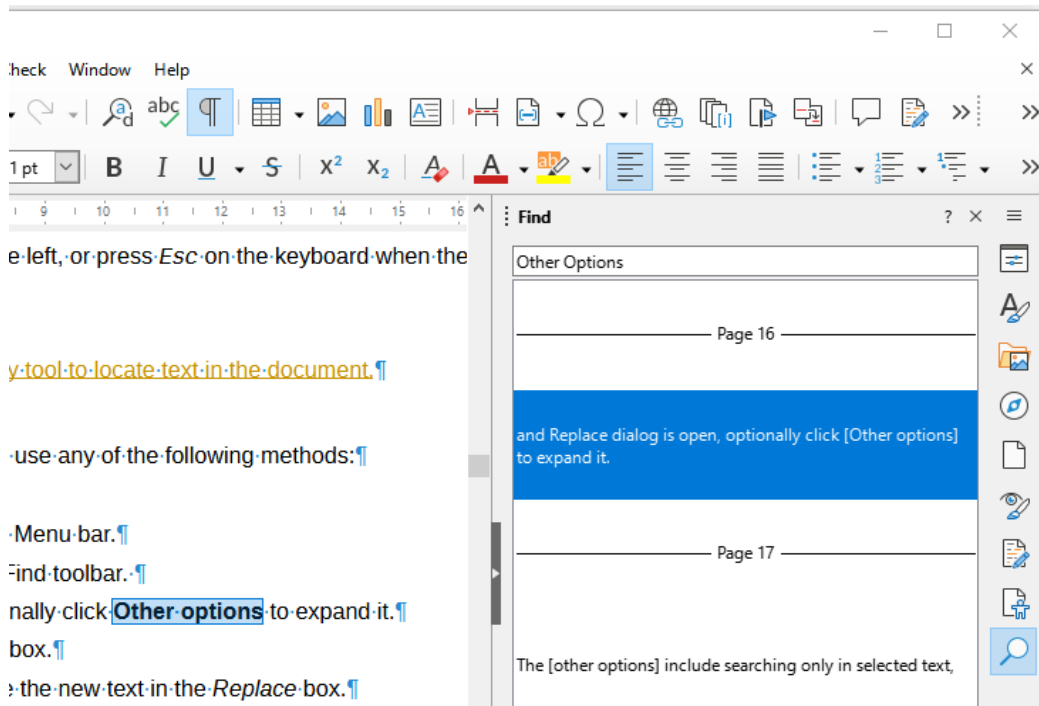 Window Help
abc
1 pt B I U S X² X₂ A A ab
9 10 11 12 13 14 15 16
Find ?
Other Options
Page 16
and Replace dialog is open, optionally click [Other options]
to expand it.
Page 17
The [other options] include searching only in selected text,
e·left,·or·press·Esc·on·the·keyboard·when·the
y·tool·to·locate·text·in·the·document.¶
·use·any·of·the·following·methods:¶
·Menu·bar.¶
Find·toolbar.·¶
nally·click·Other·options·to·expand·it.¶
box.¶
the·new·text·in·the·Replace·box.¶